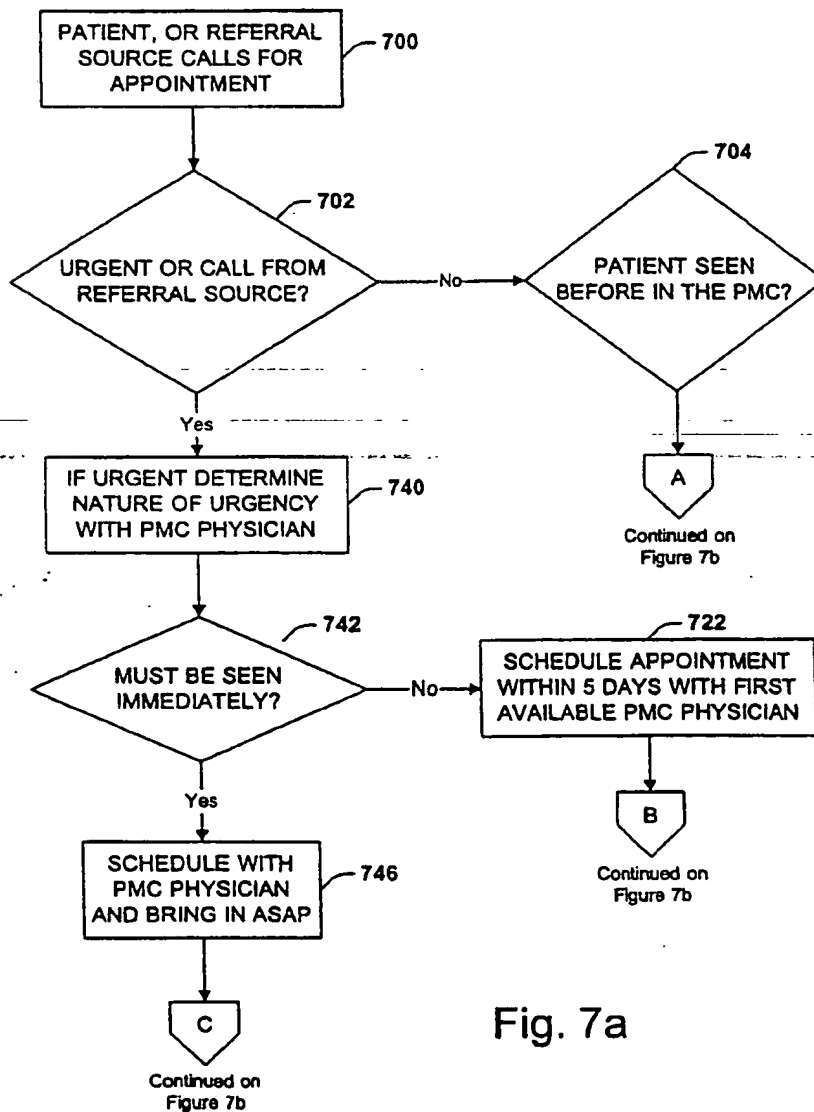 PATIENT, OR REFERRAL
SOURCE CALLS FOR
APPOINTMENT
700
702
URGENT OR CALL FROM
REFERRAL SOURCE?
No
704
PATIENT SEEN
BEFORE IN THE PMC?
Yes
A
Continued on
Figure 7b
IF URGENT DETERMINE
NATURE OF URGENCY
WITH PMC PHYSICIAN
740
742
MUST BE SEEN
IMMEDIATELY?
No
722
SCHEDULE APPOINTMENT
WITHIN 5 DAYS WITH FIRST
AVAILABLE PMC PHYSICIAN
B
Continued on
Figure 7b
Yes
SCHEDULE WITH
PMC PHYSICIAN
AND BRING IN ASAP
746
C
Continued on
Figure 7b
Fig. 7a